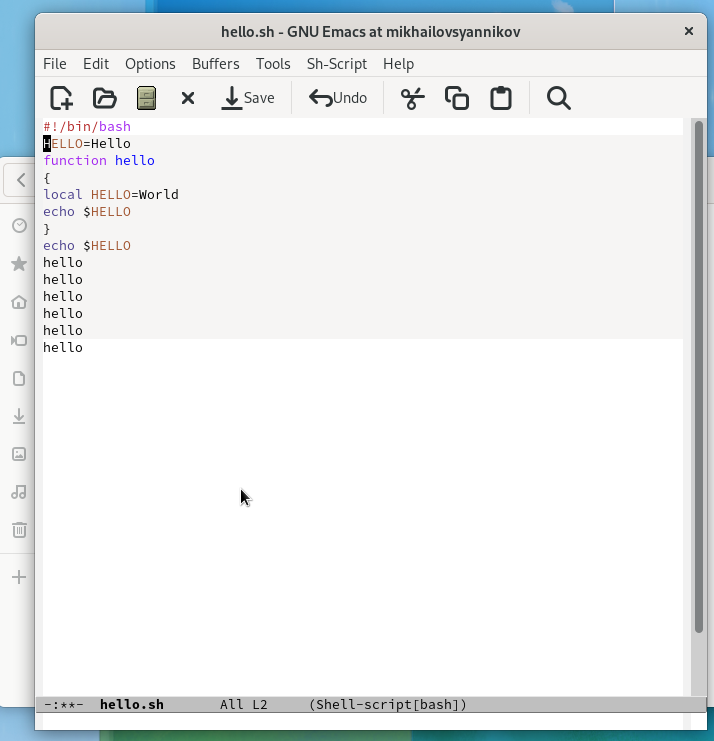 hello.sh - GNU Emacs at mikhailovsyannikov
File Edit Options Buffers Tools Sh-Script Help
Save Undo
#!/bin/bash
HELLO=Hello
function hello
{
local HELLO=World
echo $HELLO
}
echo $HELLO
hello
hello
hello
hello
hello
hello
-:**- hello.sh All L2 (Shell-script[bash])